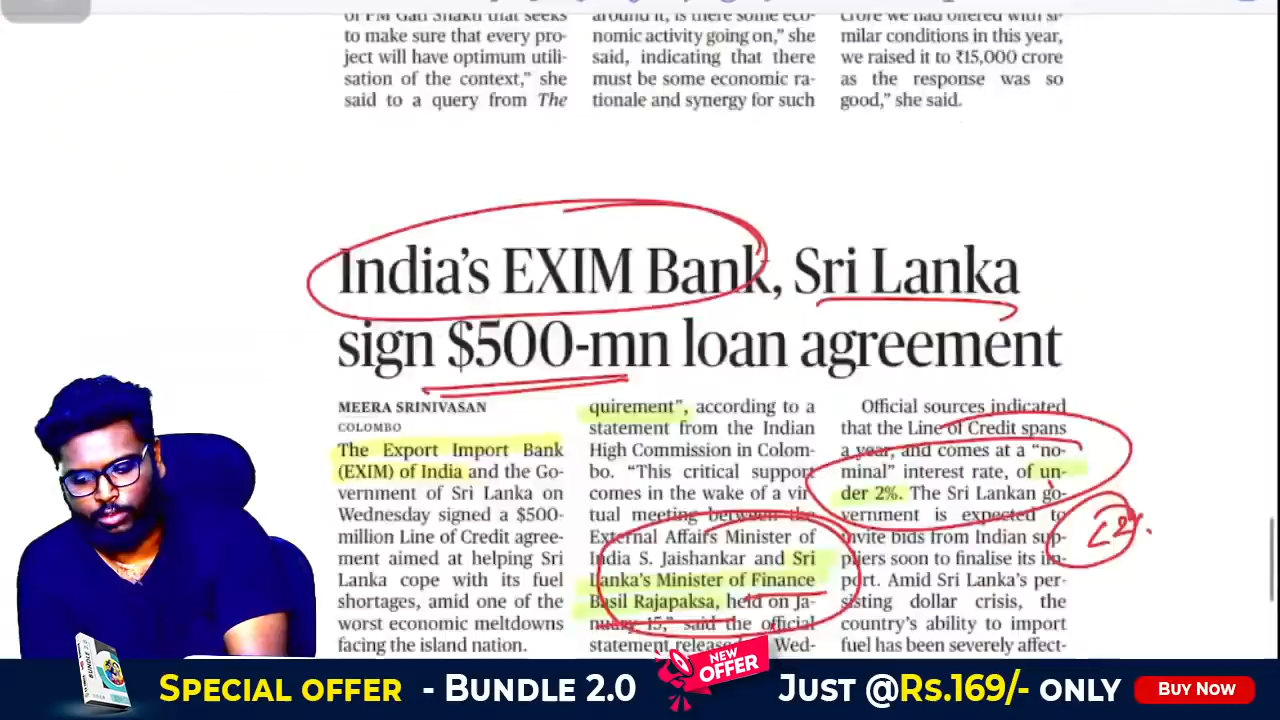 of PM Gati Shakti that seeks
to make sure that every pro-
ject will have optimum utili-
sation of the context," she
said to a query from The
around it, is there some eco-
nomic activity going on," she
said, indicating that there
must be some economic ra-
tionale and synergy for such
crore we had offered with si-
milar conditions in this year,
we raised it to ₹15,000 crore
as the response was so
good," she said.
India's EXIM Bank, Sri Lanka
sign $500-mn loan agreement
MEERA SRINIVASAN
COLOMBO
The Export Import Bank
(EXIM) of India and the Go-
vernment of Sri Lanka on
Wednesday signed a $500-
million Line of Credit agree-
ment aimed at helping Sri
Lanka cope with its fuel
shortages, amid one of the
worst economic meltdowns
facing the island nation.
quirement", according to a
statement from the Indian
High Commission in Colom-
bo. "This critical support
comes in the wake of a vir-
tual meeting between the
External Affairs Minister of
India S. Jaishankar and Sri
Lanka's Minister of Finance
Basil Rajapaksa, held on Ja-
nuary 15," said the official
statement released Wed-
Official sources indicated
that the Line of Credit spans
a year, and comes at a "no-
minal" interest rate, of un-
der 2%. The Sri Lankan go-
vernment is expected to
invite bids from Indian sup-
pliers soon to finalise its im-
port. Amid Sri Lanka's per-
sisting dollar crisis, the
country's ability to import
fuel has been severely affect-
<2%.
NEW
OFFER
SPECIAL OFFER - BUNDLE 2.0
JUST @Rs.169/- ONLY
Buy Now